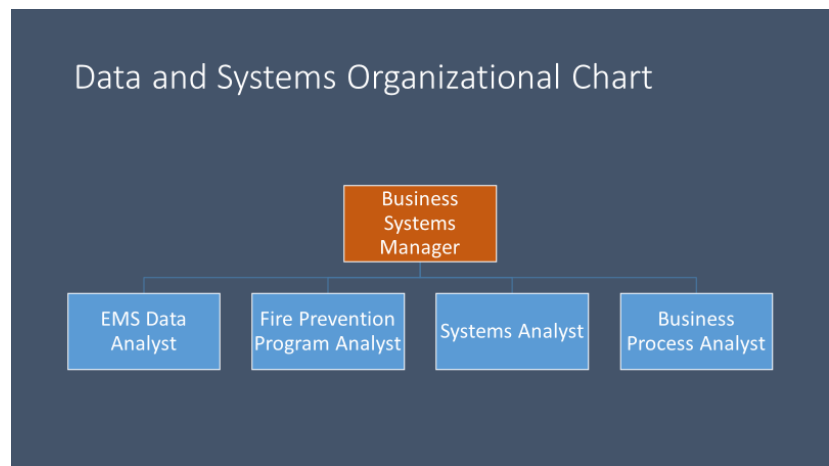 Data and Systems Organizational Chart
Business
Systems
Manager
EMS Data
Analyst
Fire Prevention
Program Analyst
Systems Analyst
Business
Process Analyst